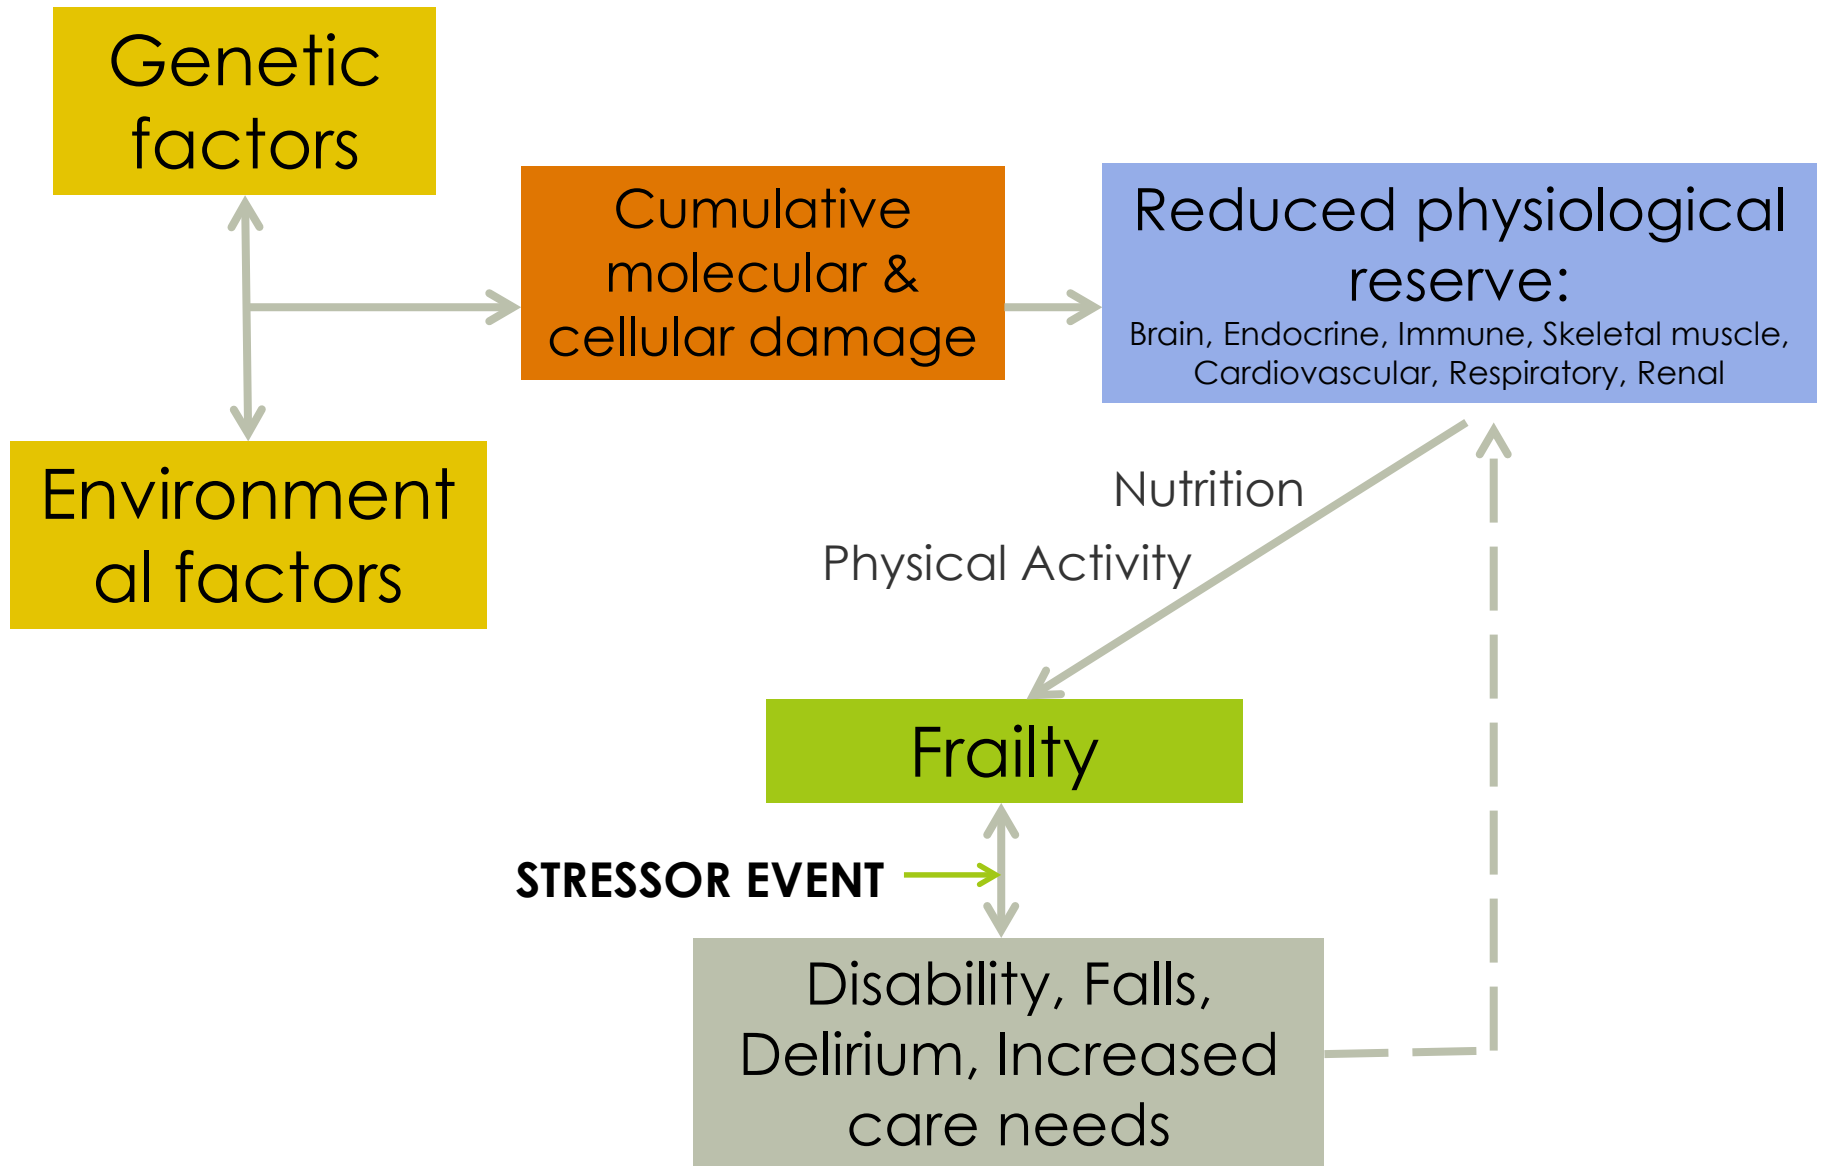 Genetic
factors
Cumulative
molecular &
cellular damage
Reduced physiological
reserve:
Brain, Endocrine, Immune, Skeletal muscle,
Cardiovascular, Respiratory, Renal
Environment
al factors
Nutrition
Physical Activity
Frailty
STRESSOR EVENT
Disability, Falls,
Delirium, Increased
care needs